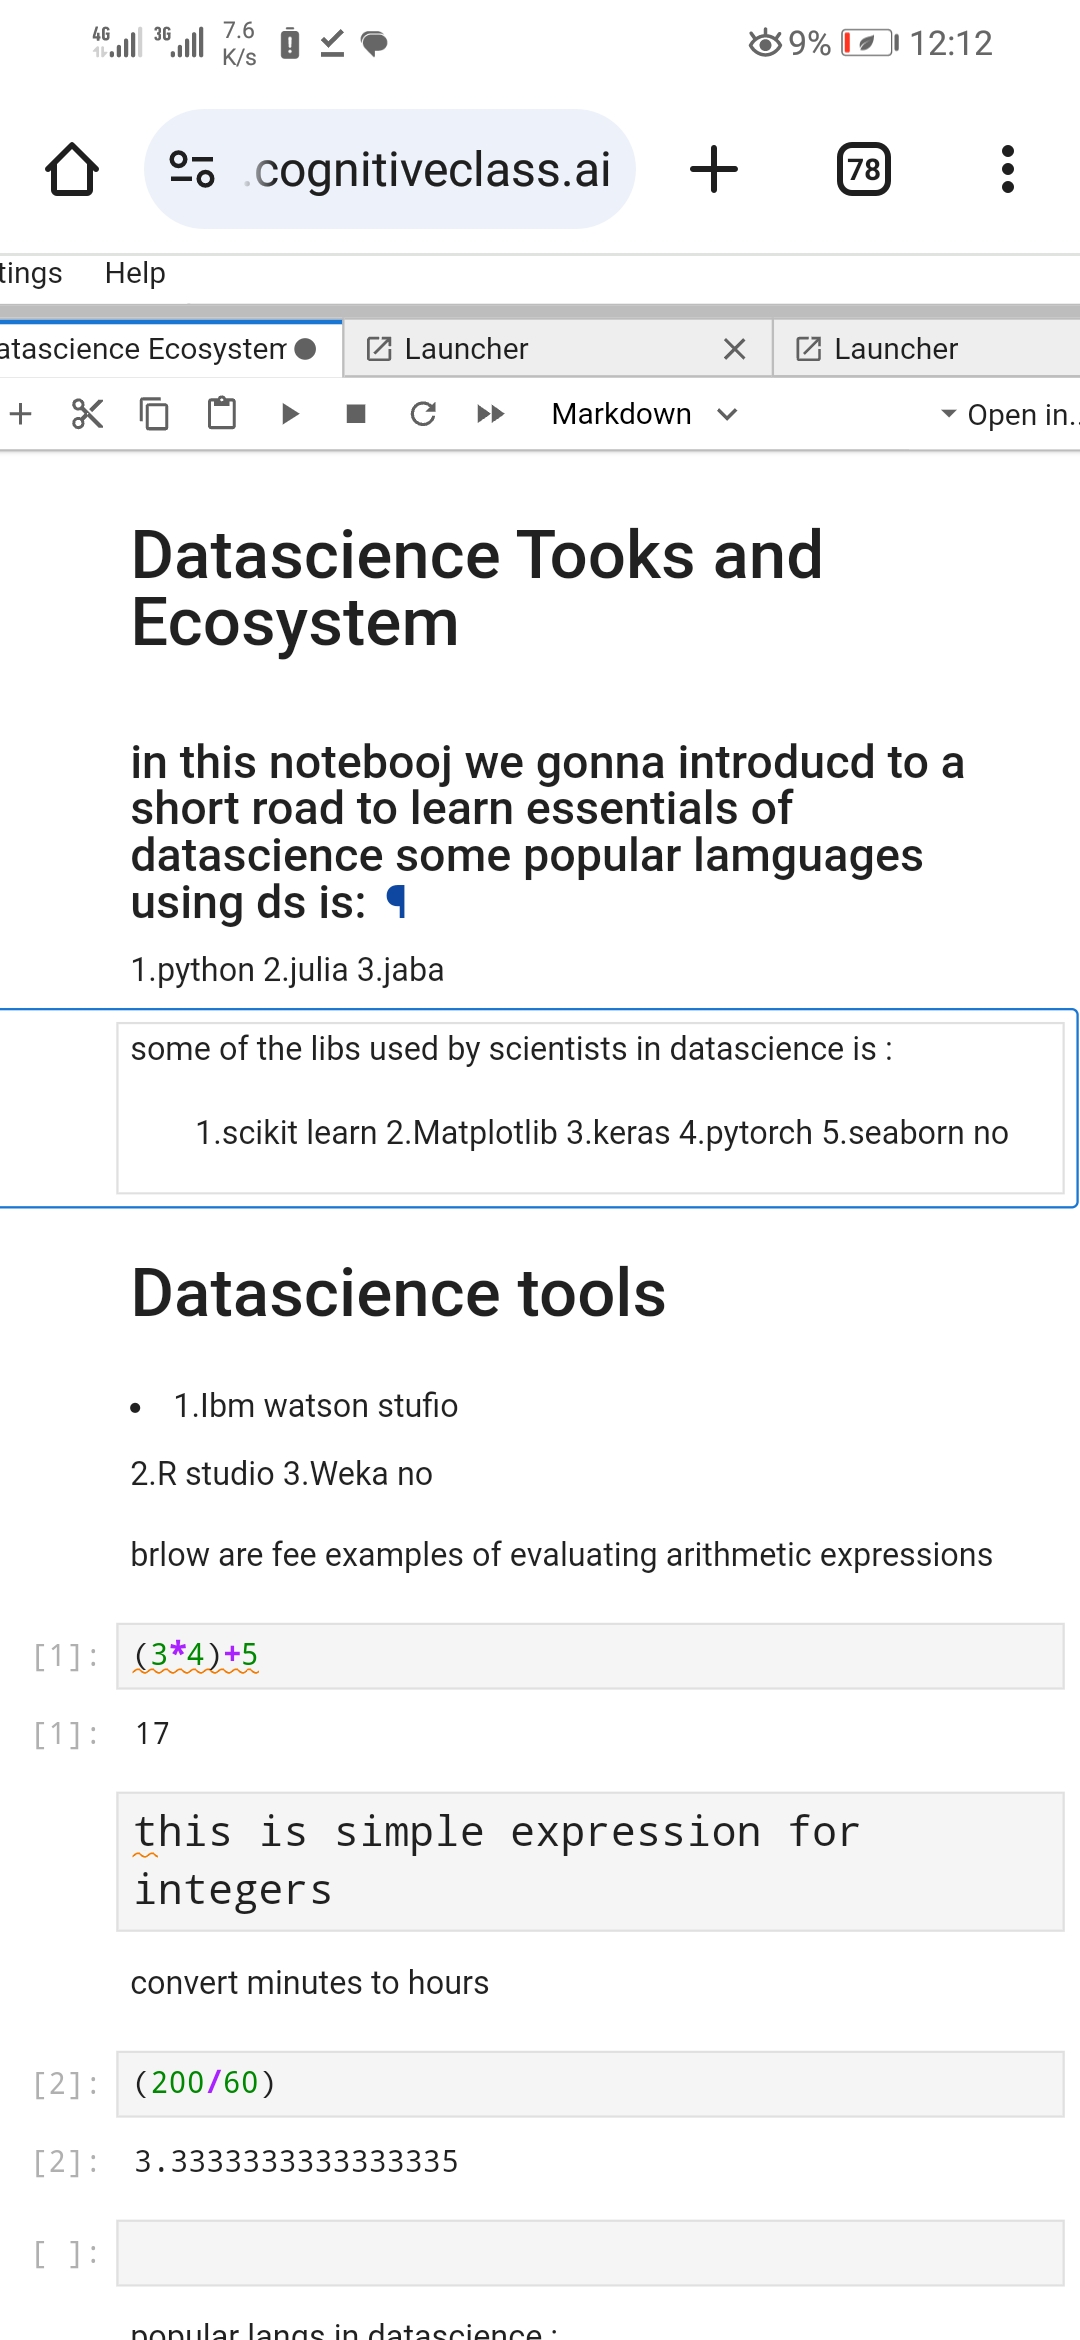 4G 3G 7.6 K/s 9% 12:12
.cognitiveclass.ai 78
tings Help
atascience Ecosystem Launcher Launcher
Markdown Open in..
Datascience Tooks and
Ecosystem
in this notebooj we gonna introducd to a
short road to learn essentials of
datascience some popular lamguages
using ds is: ¶
1.python 2.julia 3.jaba
some of the libs used by scientists in datascience is :
1.scikit learn 2.Matplotlib 3.keras 4.pytorch 5.seaborn no
Datascience tools
• 1.Ibm watson stufio
2.R studio 3.Weka no
brlow are fee examples of evaluating arithmetic expressions
[1]: (3*4)+5
[1]: 17
this is simple expression for
integers
convert minutes to hours
[2]: (200/60)
[2]: 3.3333333333333335
[ ]:
popular langs in datascience :